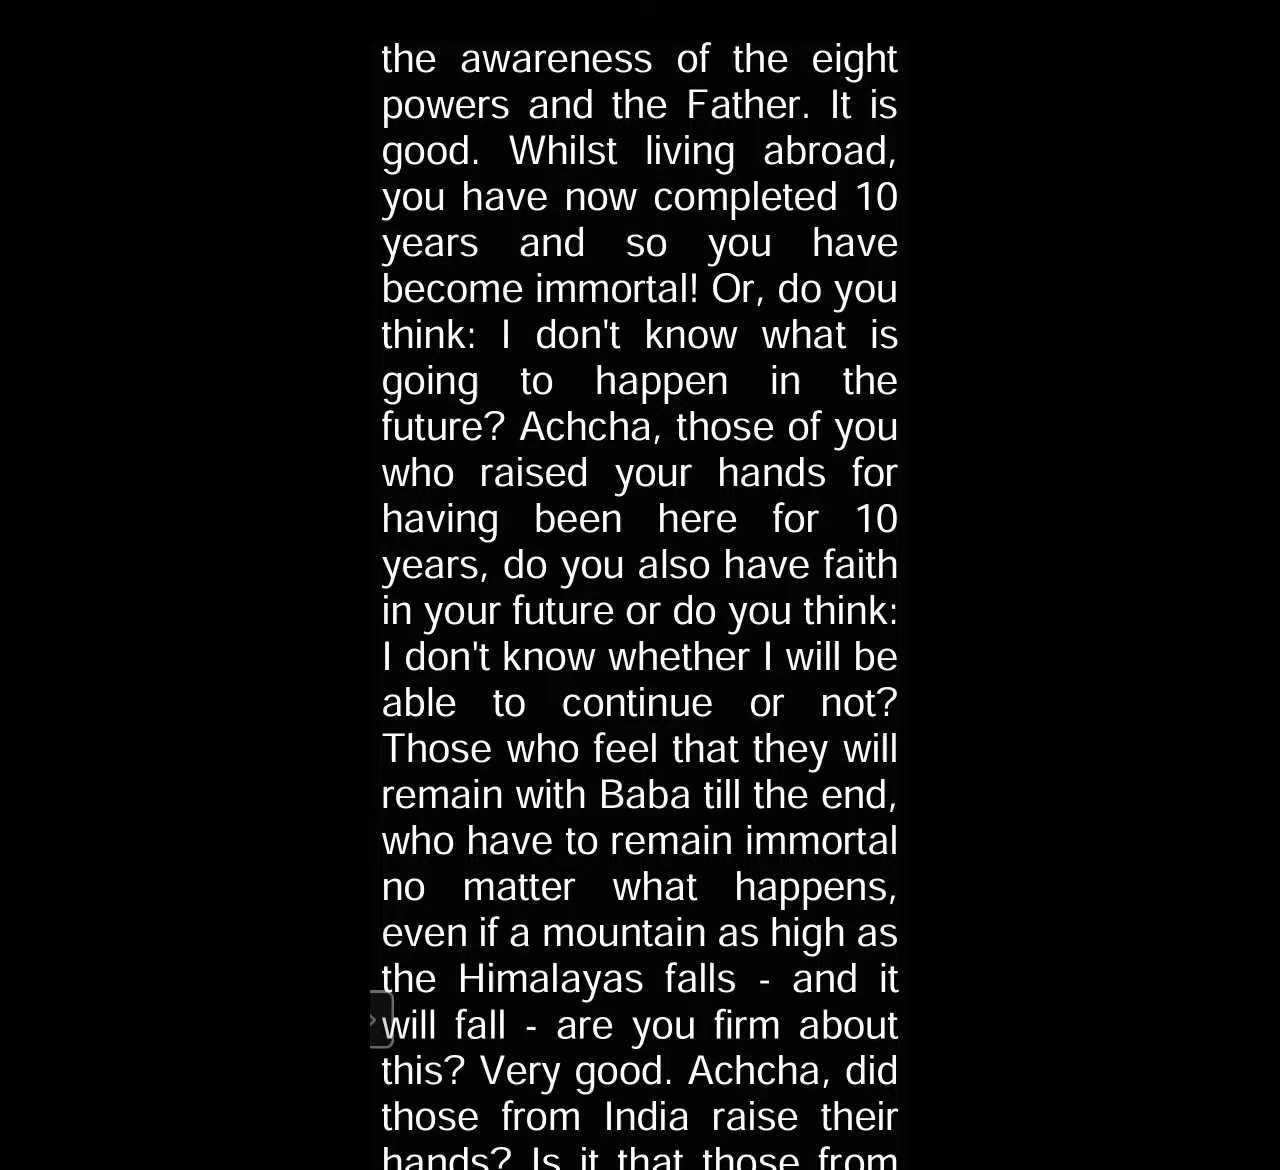 the awareness of the eight
powers and the Father. It is
good. Whilst living abroad,
you have now completed 10
years and so you have
become immortal! Or, do you
think: I don't know what is
going to happen in the
future? Achcha, those of you
who raised your hands for
having been here for 10
years, do you also have faith
in your future or do you think:
I don't know whether I will be
able to continue or not?
Those who feel that they will
remain with Baba till the end,
who have to remain immortal
no matter what happens,
even if a mountain as high as
the Himalayas falls - and it
will fall - are you firm about
this? Very good. Achcha, did
those from India raise their
hands? Is it that those from